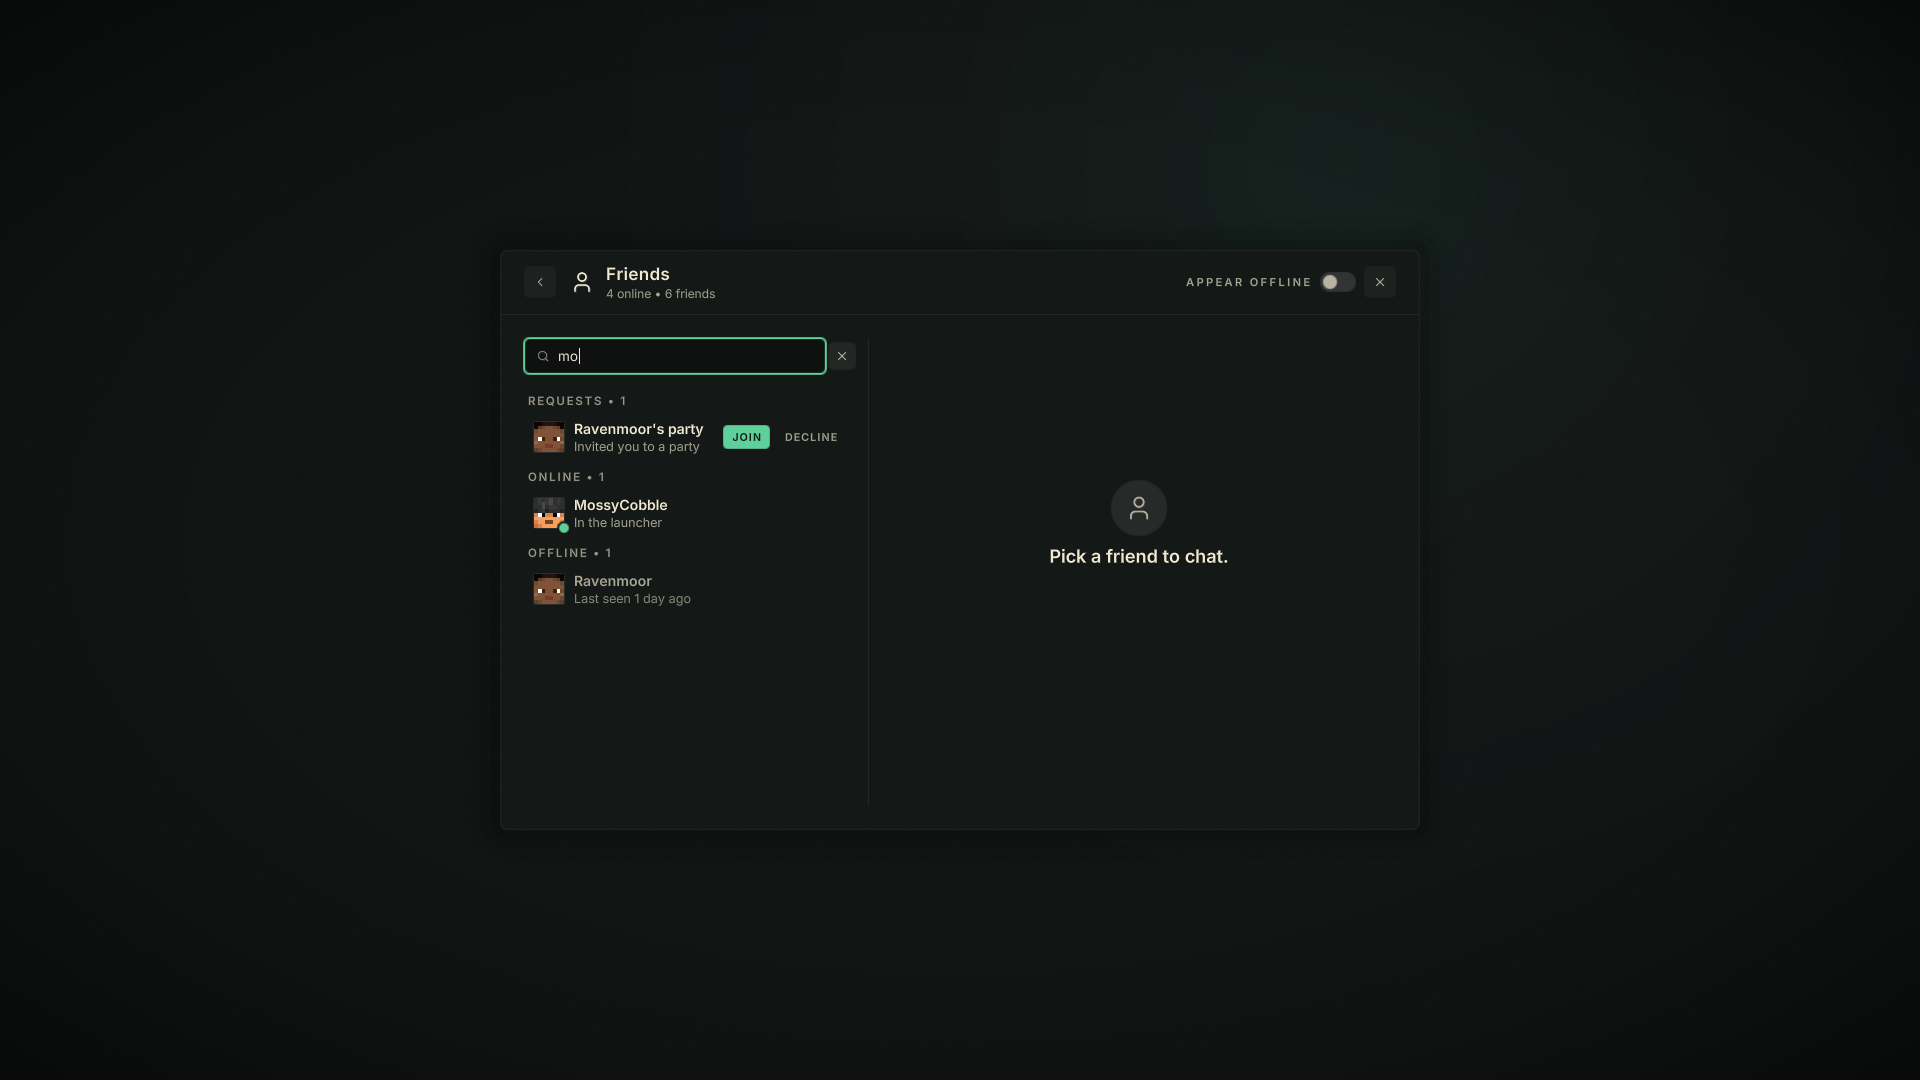 Friends
4 online • 6 friends
APPEAR OFFLINE
mo
REQUESTS • 1
Ravenmoor's party
Invited you to a party
JOIN
DECLINE
ONLINE • 1
MossyCobble
In the launcher
OFFLINE • 1
Ravenmoor
Last seen 1 day ago
Pick a friend to chat.